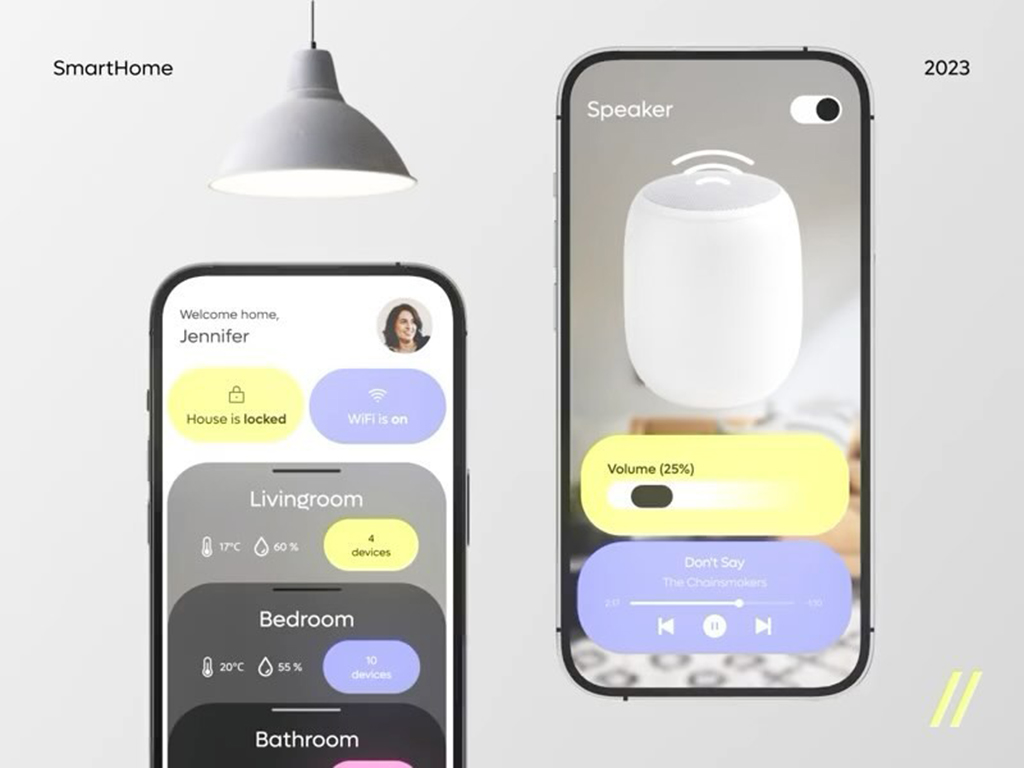 SmartHome
2023
Speaker
Welcome home,
Jennifer
House is locked
WiFi is on
Livingroom
17°C
60 %
4
devices
Bedroom
20°C
55 %
10
devices
Bathroom
Volume (25%)
Don't Say
The Chainsmokers
2:17
-1:10